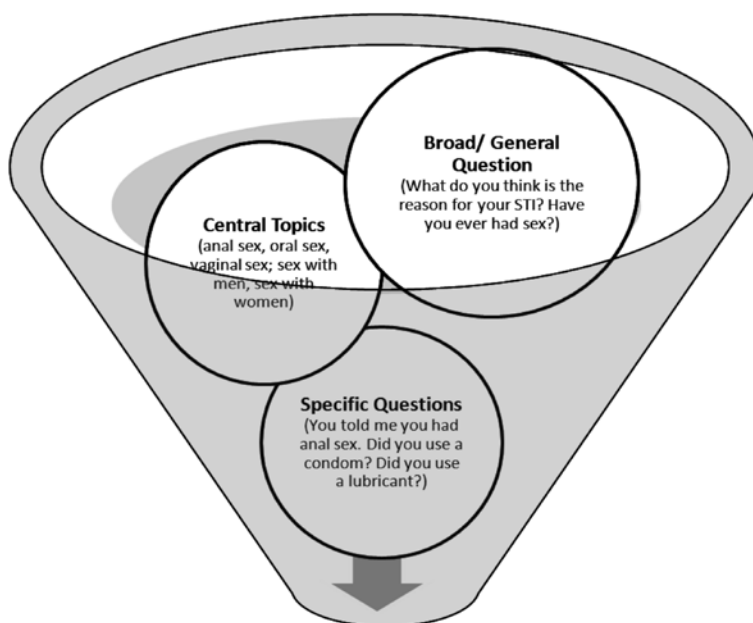 Broad/ General
Question
(What do you think is the
reason for your STI? Have
you ever had sex?)
Central Topics
(anal sex, oral sex,
vaginal sex; sex with
men, sex with
women)
Specific Questions
(You told me you had
anal sex. Did you use a
condom? Did you use
a lubricant?)